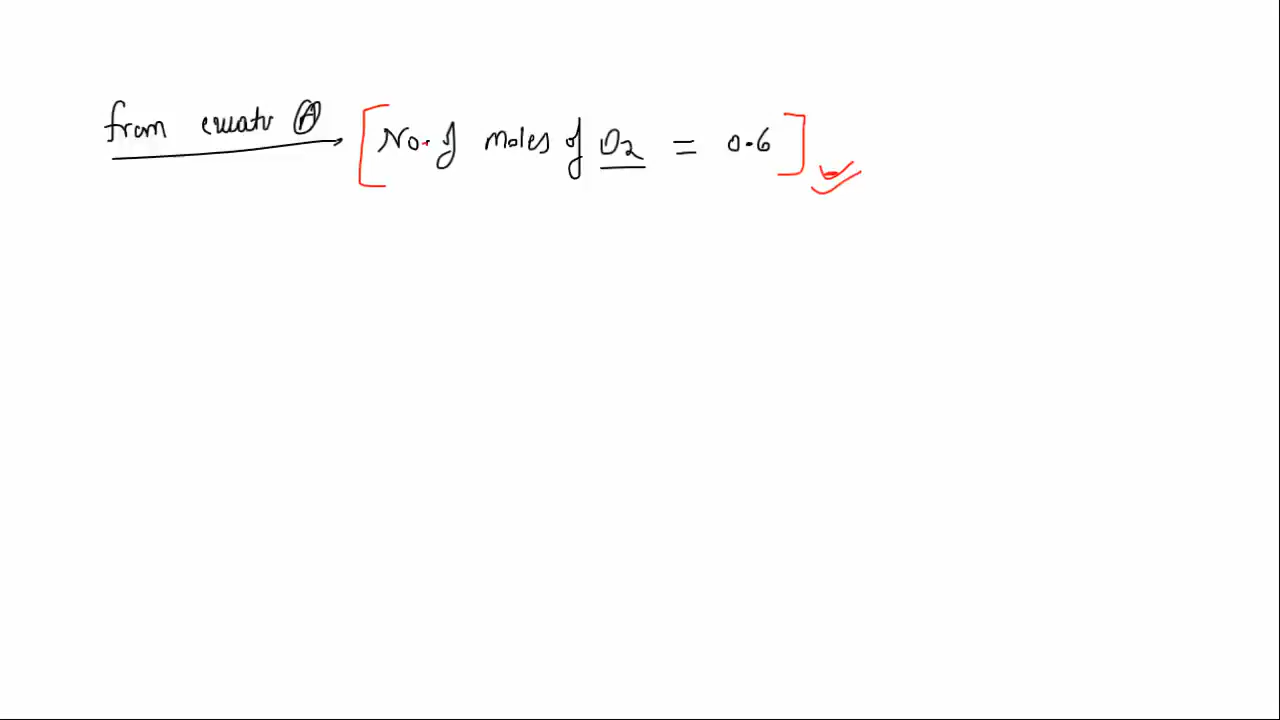 from equatn Ⓐ [No. of moles of O2 = 0.6]